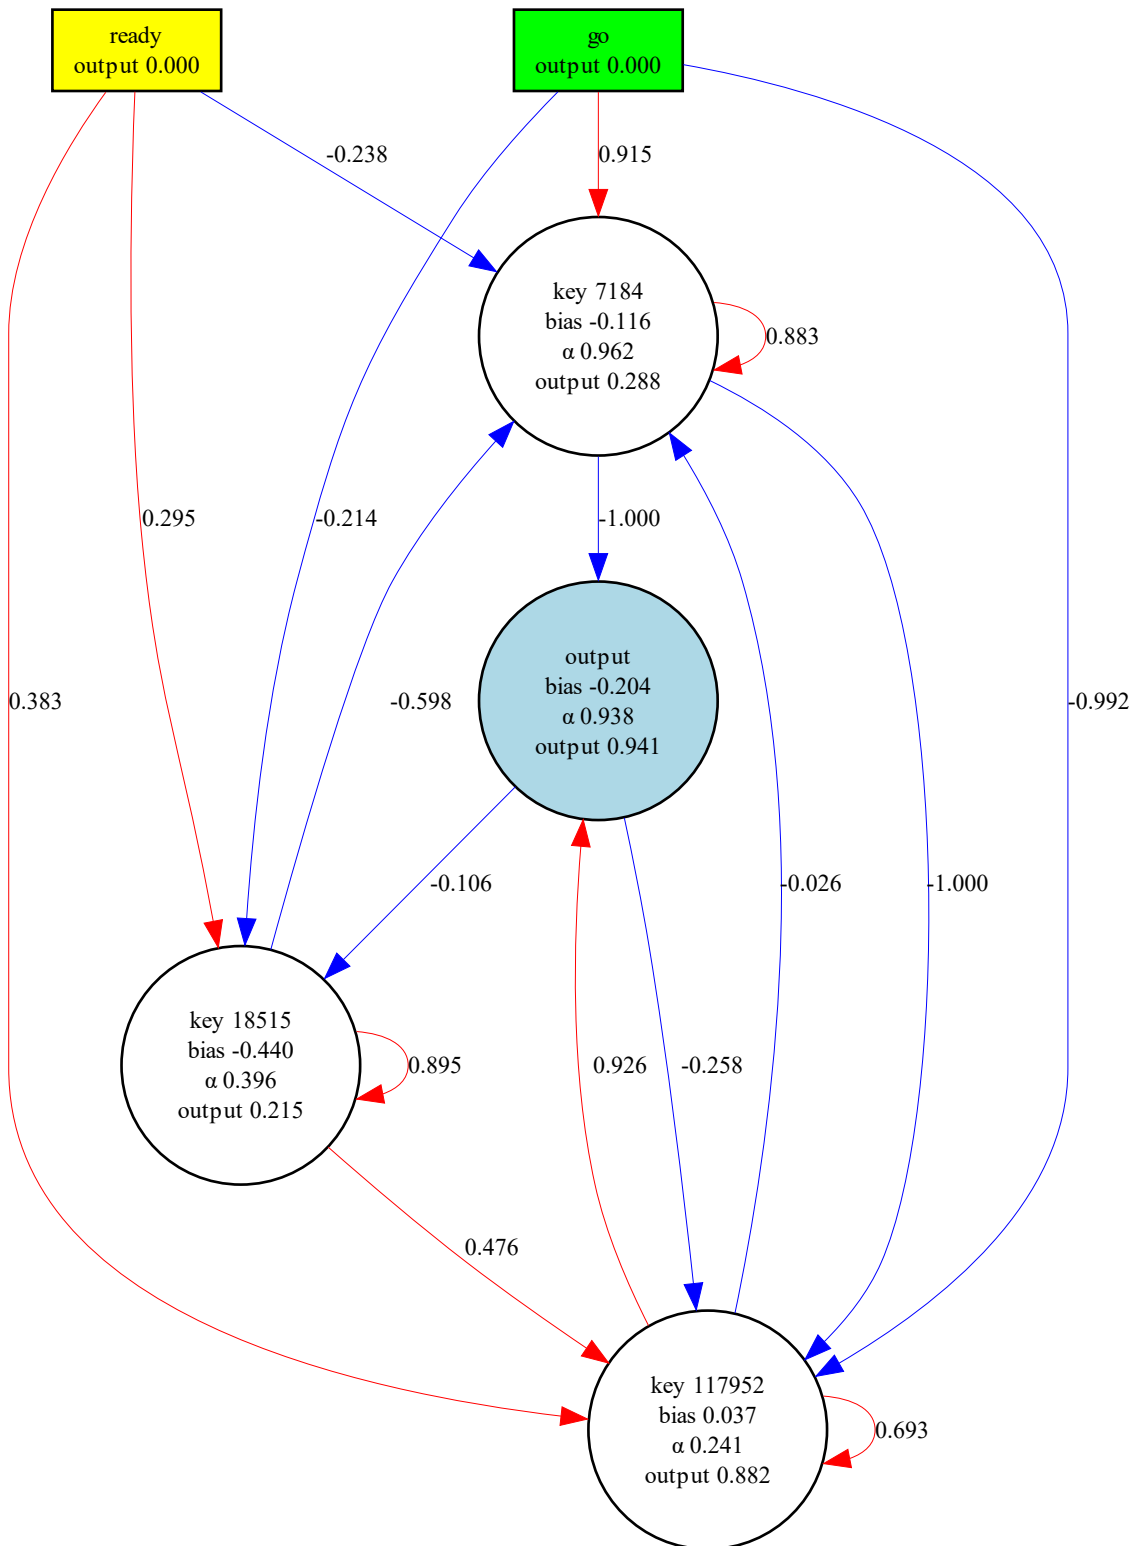 ready
output 0.000
go
output 0.000
-0.238
0.915
key 7184
bias -0.116
α 0.962
output 0.288
0.883
0.295
-0.214
-1.000
0.383
-0.598
output
bias -0.204
α 0.938
output 0.941
-0.992
-0.106
-0.026
-1.000
key 18515
bias -0.440
α 0.396
output 0.215
0.895
0.926
-0.258
0.476
key 117952
bias 0.037
α 0.241
output 0.882
0.693